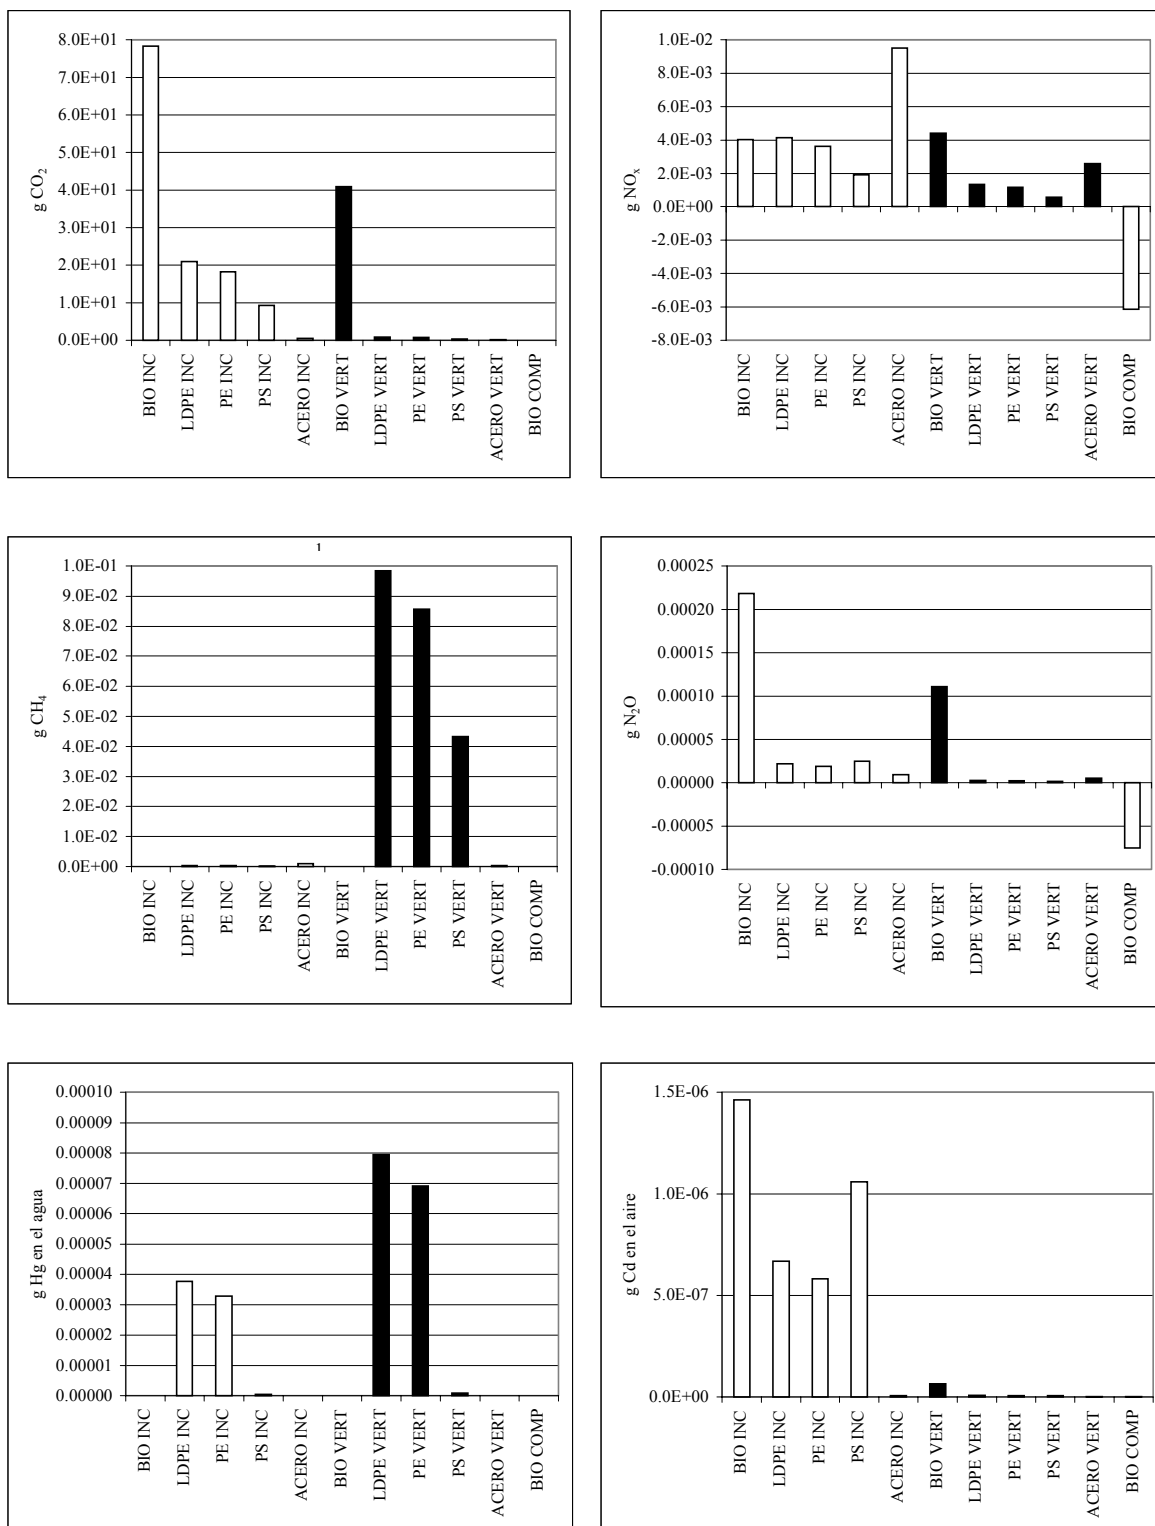 8.0E+01
7.0E+01
6.0E+01
5.0E+01
4.0E+01
3.0E+01
2.0E+01
1.0E+01
0.0E+00
g CO₂
BIO INC
LDPE INC
PE INC
PS INC
ACERO INC
BIO VERT
LDPE VERT
PE VERT
PS VERT
ACERO VERT
BIO COMP
1.0E-02
8.0E-03
6.0E-03
4.0E-03
2.0E-03
0.0E+00
-2.0E-03
-4.0E-03
-6.0E-03
-8.0E-03
g NOₓ
BIO INC
LDPE INC
PE INC
PS INC
ACERO INC
BIO VERT
LDPE VERT
PE VERT
PS VERT
ACERO VERT
BIO COMP
1
1.0E-01
9.0E-02
8.0E-02
7.0E-02
6.0E-02
5.0E-02
4.0E-02
3.0E-02
2.0E-02
1.0E-02
0.0E+00
g CH₄
BIO INC
LDPE INC
PE INC
PS INC
ACERO INC
BIO VERT
LDPE VERT
PE VERT
PS VERT
ACERO VERT
BIO COMP
0.00025
0.00020
0.00015
0.00010
0.00005
0.00000
-0.00005
-0.00010
g N₂O
BIO INC
LDPE INC
PE INC
PS INC
ACERO INC
BIO VERT
LDPE VERT
PE VERT
PS VERT
ACERO VERT
BIO COMP
0.00010
0.00009
0.00008
0.00007
0.00006
0.00005
0.00004
0.00003
0.00002
0.00001
0.00000
g Hg en el agua
BIO INC
LDPE INC
PE INC
PS INC
ACERO INC
BIO VERT
LDPE VERT
PE VERT
PS VERT
ACERO VERT
BIO COMP
1.5E-06
1.0E-06
5.0E-07
0.0E+00
g Cd en el aire
BIO INC
LDPE INC
PE INC
PS INC
ACERO INC
BIO VERT
LDPE VERT
PE VERT
PS VERT
ACERO VERT
BIO COMP